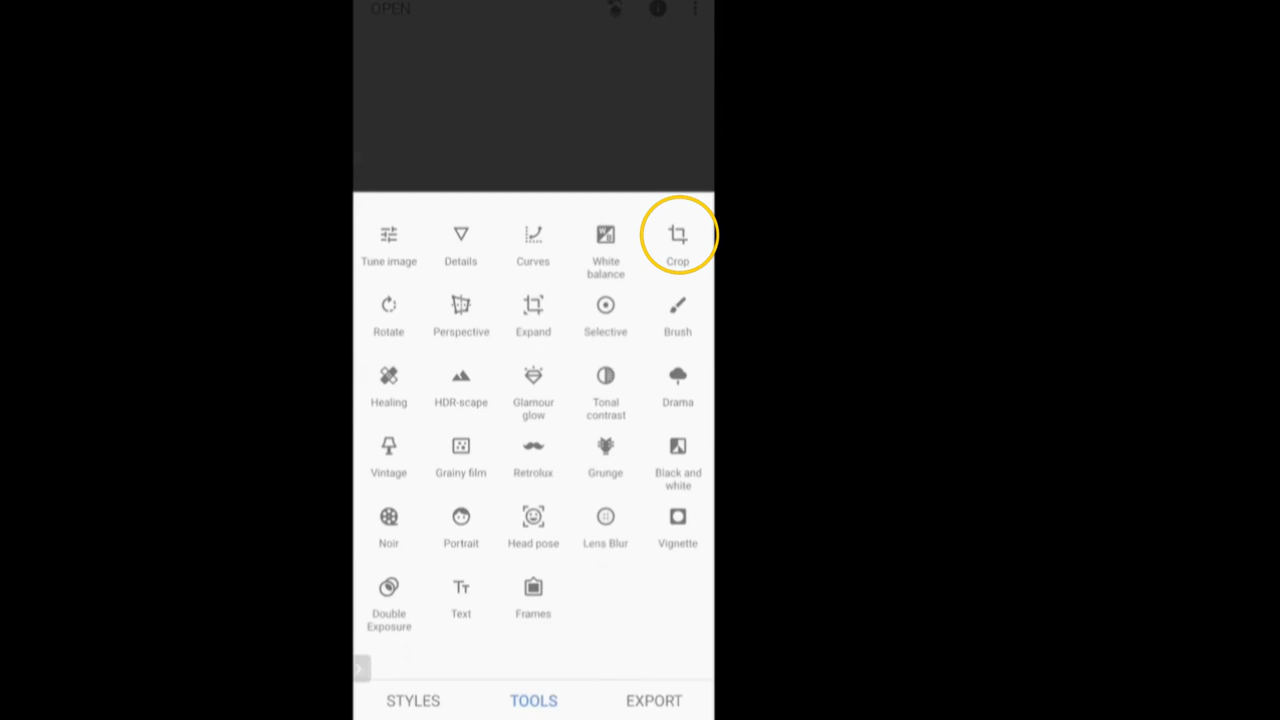 OPEN
Tune image
Details
Curves
White
balance
Crop
Rotate
Perspective
Expand
Selective
Brush
Healing
HDR-scape
Glamour
glow
Tonal
contrast
Drama
Vintage
Grainy film
Retrolux
Grunge
Black and
white
Noir
Portrait
Head pose
Lens Blur
Vignette
Double
Exposure
Text
Frames
STYLES
TOOLS
EXPORT